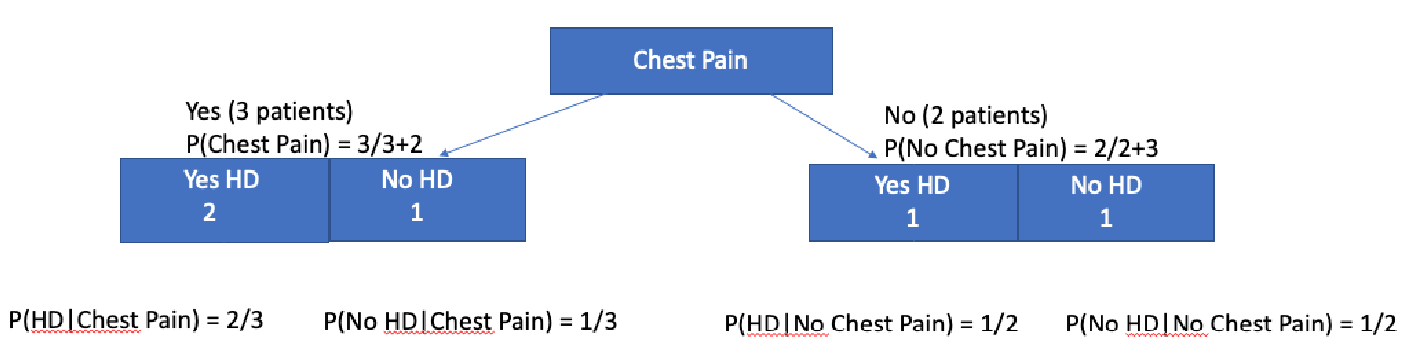 Chest Pain
Yes (3 patients)
P(Chest Pain) = 3/3+2
Yes HD
2
No HD
1
No (2 patients)
P(No Chest Pain) = 2/2+3
Yes HD
1
No HD
1
P(HD|Chest Pain) = 2/3
P(No HD|Chest Pain) = 1/3
P(HD|No Chest Pain) = 1/2
P(No HD|No Chest Pain) = 1/2